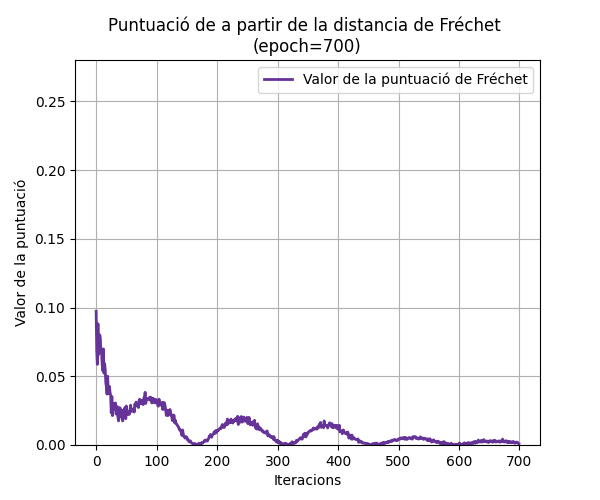 Puntuació de a partir de la distancia de Fréchet
(epoch=700)
Valor de la puntuació de Fréchet
Valor de la puntuació
0.25
0.20
0.15
0.10
0.05
0.00
0 100 200 300 400 500 600 700
Iteracions